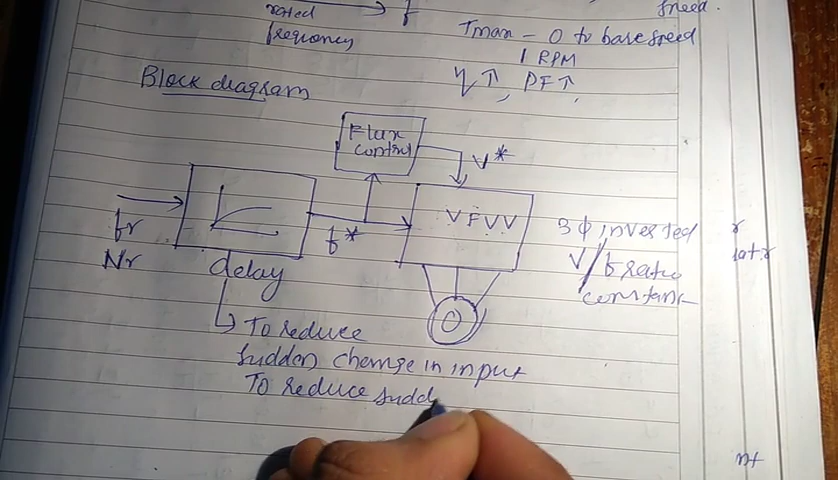 rated
frequency
f
speed.
Tmax - 0 to base speed
1 RPM
η↑, PF↑,
Block diagram
Flux
control
V*
fr
Nr
f*
VFVV
delay
3ϕ inverted
V/f ratio
constant
To reduce
sudden change in input
To reduce sudd
r
nt